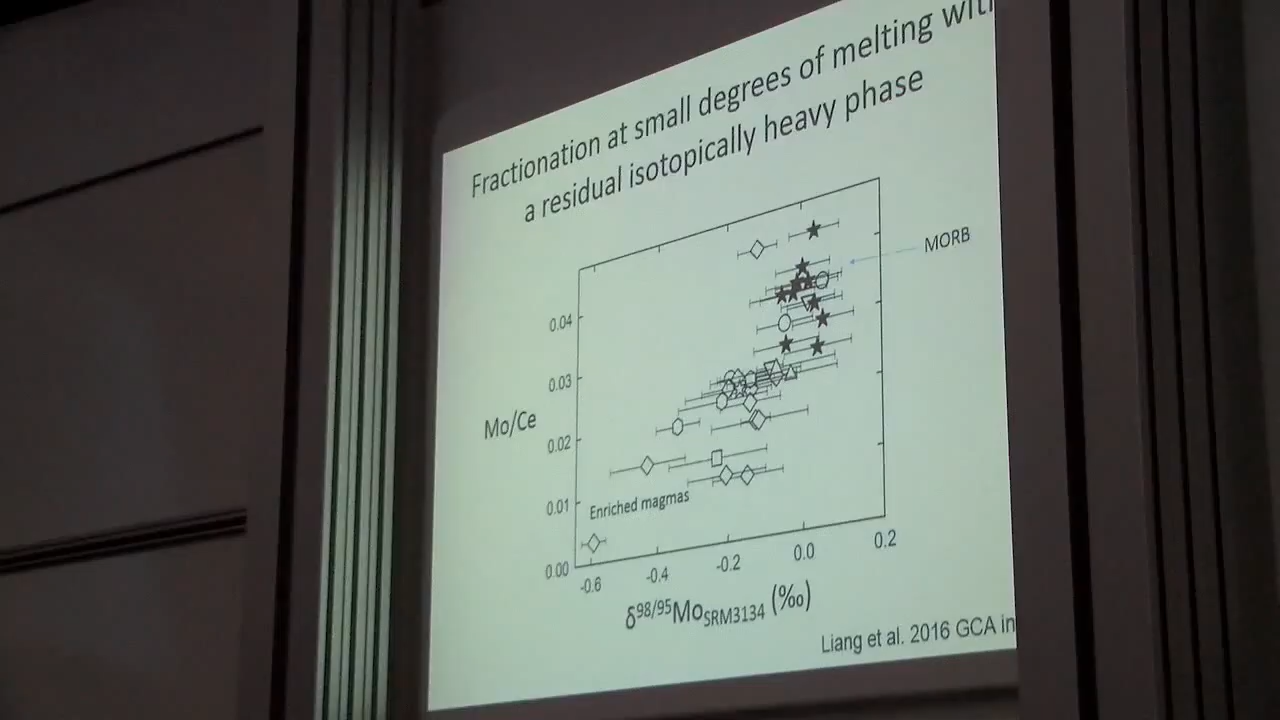 Fractionation at small degrees of melting with
a residual isotopically heavy phase
MORB
0.04
0.03
Mo/Ce
0.02
0.01
Enriched magmas
0.00
-0.6 -0.4 -0.2 0.0 0.2
δ98/95MoSRM3134 (‰)
Liang et al. 2016 GCA in